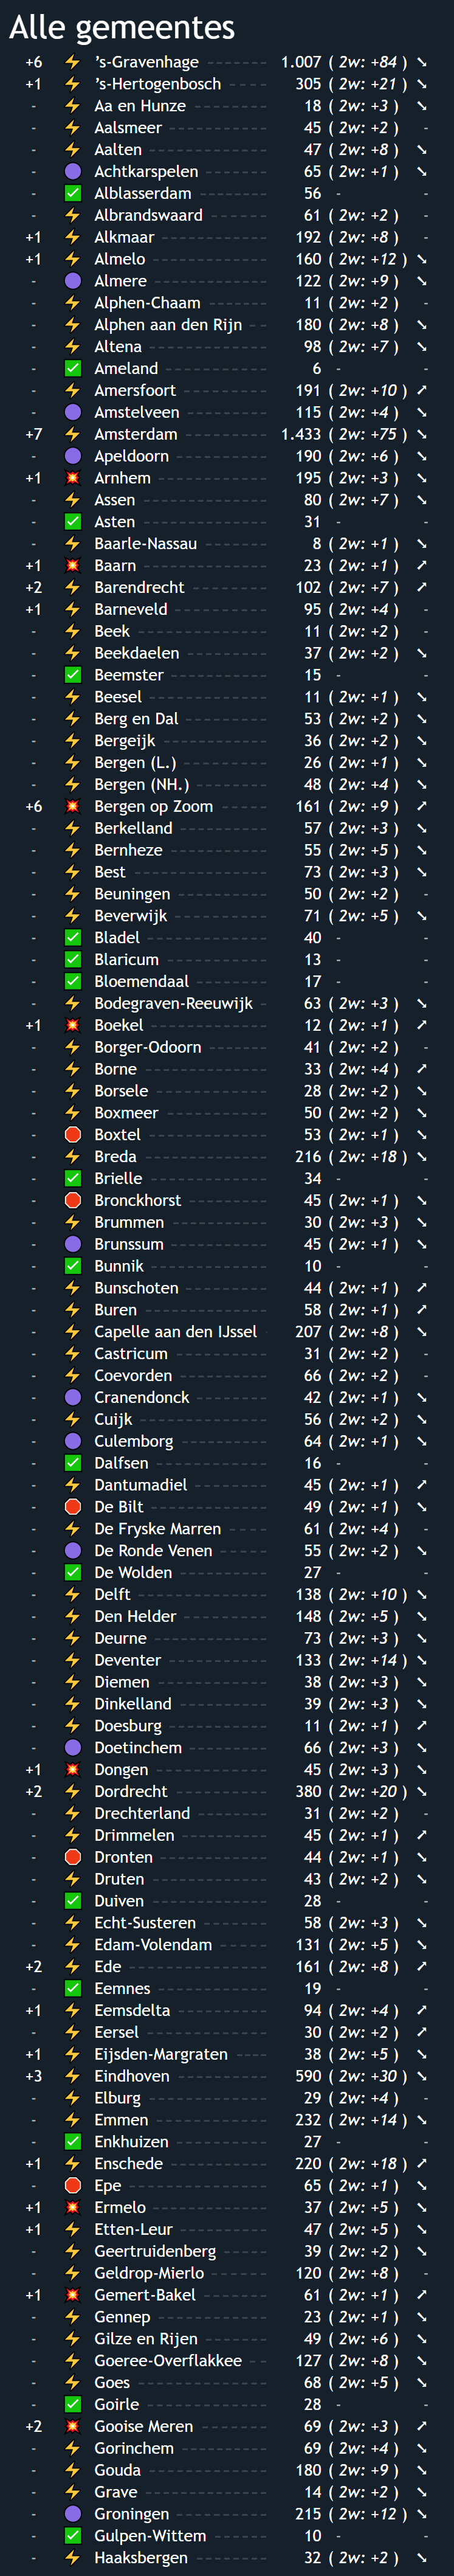 Alle gemeentes
+6 ⚡ ’s-Gravenhage 1.007 ( 2w: +84 ) ➘
+1 ⚡ ’s-Hertogenbosch 305 ( 2w: +21 ) ➘
- ⚡ Aa en Hunze 18 ( 2w: +3 ) ➘
- ⚡ Aalsmeer 45 ( 2w: +2 ) -
- ⚡ Aalten 47 ( 2w: +8 ) ➘
- 🟣 Achtkarspelen 65 ( 2w: +1 ) ➘
- ✅ Alblasserdam 56 - -
- ⚡ Albrandswaard 61 ( 2w: +2 ) -
+1 ⚡ Alkmaar 192 ( 2w: +8 ) -
+1 ⚡ Almelo 160 ( 2w: +12 ) ➘
- 🟣 Almere 122 ( 2w: +9 ) ➘
- ⚡ Alphen-Chaam 11 ( 2w: +2 ) -
- ⚡ Alphen aan den Rijn 180 ( 2w: +8 ) ➘
- ⚡ Altena 98 ( 2w: +7 ) ➘
- ✅ Ameland 6 - -
- ⚡ Amersfoort 191 ( 2w: +10 ) ➚
- 🟣 Amstelveen 115 ( 2w: +4 ) ➘
+7 ⚡ Amsterdam 1.433 ( 2w: +75 ) ➘
- 🟣 Apeldoorn 190 ( 2w: +6 ) ➘
+1 💥 Arnhem 195 ( 2w: +3 ) ➘
- ⚡ Assen 80 ( 2w: +7 ) ➘
- ✅ Asten 31 - -
- ⚡ Baarle-Nassau 8 ( 2w: +1 ) ➘
+1 💥 Baarn 23 ( 2w: +1 ) ➚
+2 ⚡ Barendrecht 102 ( 2w: +7 ) ➚
+1 ⚡ Barneveld 95 ( 2w: +4 ) -
- ⚡ Beek 11 ( 2w: +2 ) -
- ⚡ Beekdaelen 37 ( 2w: +2 ) ➘
- ✅ Beemster 15 - -
- ⚡ Beesel 11 ( 2w: +1 ) ➘
- ⚡ Berg en Dal 53 ( 2w: +2 ) ➘
- ⚡ Bergeijk 36 ( 2w: +2 ) ➘
- ⚡ Bergen (L.) 26 ( 2w: +1 ) ➘
- ⚡ Bergen (NH.) 48 ( 2w: +4 ) ➘
+6 💥 Bergen op Zoom 161 ( 2w: +9 ) ➚
- ⚡ Berkelland 57 ( 2w: +3 ) ➘
- ⚡ Bernheze 55 ( 2w: +5 ) ➘
- ⚡ Best 73 ( 2w: +3 ) ➘
- ⚡ Beuningen 50 ( 2w: +2 ) -
- ⚡ Beverwijk 71 ( 2w: +5 ) ➘
- ✅ Bladel 40 - -
- ✅ Blaricum 13 - -
- ✅ Bloemendaal 17 - -
- ⚡ Bodegraven-Reeuwijk 63 ( 2w: +3 ) ➘
+1 💥 Boekel 12 ( 2w: +1 ) ➚
- ⚡ Borger-Odoorn 41 ( 2w: +2 ) -
- ⚡ Borne 33 ( 2w: +4 ) ➚
- ⚡ Borsele 28 ( 2w: +2 ) ➘
- ⚡ Boxmeer 50 ( 2w: +2 ) ➘
- 🛑 Boxtel 53 ( 2w: +1 ) ➘
- ⚡ Breda 216 ( 2w: +18 ) ➘
- ✅ Brielle 34 - -
- 🛑 Bronckhorst 45 ( 2w: +1 ) ➘
- ⚡ Brummen 30 ( 2w: +3 ) ➘
- 🟣 Brunssum 45 ( 2w: +1 ) ➘
- ✅ Bunnik 10 - -
- ⚡ Bunschoten 44 ( 2w: +1 ) ➚
- ⚡ Buren 58 ( 2w: +1 ) ➚
- ⚡ Capelle aan den IJssel 207 ( 2w: +8 ) ➘
- ⚡ Castricum 31 ( 2w: +2 ) -
- ⚡ Coevorden 66 ( 2w: +2 ) -
- 🟣 Cranendonck 42 ( 2w: +1 ) ➘
- ⚡ Cuijk 56 ( 2w: +2 ) ➘
- 🟣 Culemborg 64 ( 2w: +1 ) ➘
- ✅ Dalfsen 16 - -
- ⚡ Dantumadiel 45 ( 2w: +1 ) ➚
- 🛑 De Bilt 49 ( 2w: +1 ) ➘
- ⚡ De Fryske Marren 61 ( 2w: +4 ) -
- 🟣 De Ronde Venen 55 ( 2w: +2 ) ➘
- ✅ De Wolden 27 - -
- ⚡ Delft 138 ( 2w: +10 ) ➘
- ⚡ Den Helder 148 ( 2w: +5 ) ➘
- ⚡ Deurne 73 ( 2w: +3 ) ➘
- ⚡ Deventer 133 ( 2w: +14 ) ➘
- ⚡ Diemen 38 ( 2w: +3 ) ➘
- ⚡ Dinkelland 39 ( 2w: +3 ) ➘
- ⚡ Doesburg 11 ( 2w: +1 ) ➚
- 🟣 Doetinchem 66 ( 2w: +3 ) ➘
+1 💥 Dongen 45 ( 2w: +3 ) ➘
+2 ⚡ Dordrecht 380 ( 2w: +20 ) ➘
- ⚡ Drechterland 31 ( 2w: +2 ) -
- ⚡ Drimmelen 45 ( 2w: +1 ) ➚
- 🛑 Dronten 44 ( 2w: +1 ) ➘
- ⚡ Druten 43 ( 2w: +2 ) ➘
- ✅ Duiven 28 - -
- ⚡ Echt-Susteren 58 ( 2w: +3 ) ➘
- ⚡ Edam-Volendam 131 ( 2w: +5 ) ➘
+2 ⚡ Ede 161 ( 2w: +8 ) ➚
- ✅ Eemnes 19 - -
+1 ⚡ Eemsdelta 94 ( 2w: +4 ) ➚
- ⚡ Eersel 30 ( 2w: +2 ) ➚
+1 ⚡ Eijsden-Margraten 38 ( 2w: +5 ) ➘
+3 ⚡ Eindhoven 590 ( 2w: +30 ) ➘
- ⚡ Elburg 29 ( 2w: +4 ) -
- ⚡ Emmen 232 ( 2w: +14 ) ➘
- ✅ Enkhuizen 27 - -
+1 ⚡ Enschede 220 ( 2w: +18 ) ➚
- 🛑 Epe 65 ( 2w: +1 ) ➘
+1 💥 Ermelo 37 ( 2w: +5 ) ➘
+1 ⚡ Etten-Leur 47 ( 2w: +5 ) ➘
- ⚡ Geertruidenberg 39 ( 2w: +2 ) ➘
- ⚡ Geldrop-Mierlo 120 ( 2w: +8 ) -
+1 💥 Gemert-Bakel 61 ( 2w: +1 ) ➚
- ⚡ Gennep 23 ( 2w: +1 ) ➘
- ⚡ Gilze en Rijen 49 ( 2w: +6 ) ➘
- ⚡ Goeree-Overflakkee 127 ( 2w: +8 ) ➘
- ⚡ Goes 68 ( 2w: +5 ) ➘
- ✅ Goirle 28 - -
+2 💥 Gooise Meren 69 ( 2w: +3 ) ➚
- ⚡ Gorinchem 69 ( 2w: +4 ) ➘
- ⚡ Gouda 180 ( 2w: +9 ) ➘
- ⚡ Grave 14 ( 2w: +2 ) ➘
- 🟣 Groningen 215 ( 2w: +12 ) ➘
- ✅ Gulpen-Wittem 10 - -
- ⚡ Haaksbergen 32 ( 2w: +2 ) ➘